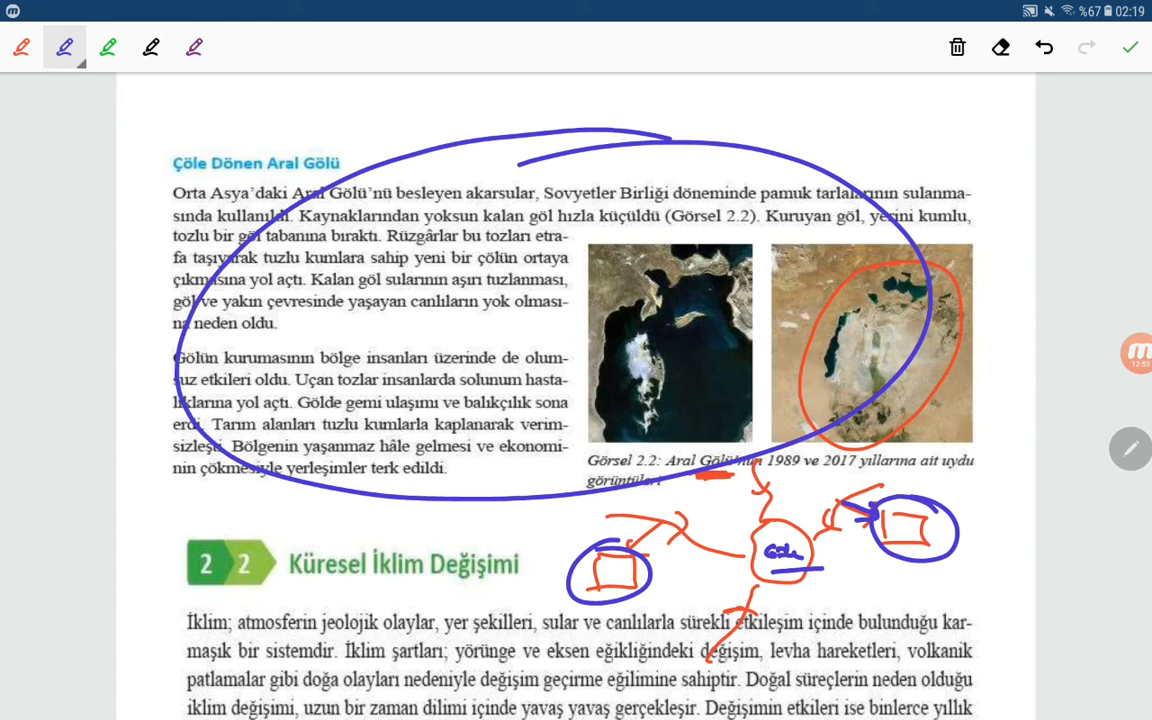 %67 02:19
Çöle Dönen Aral Gölü
Orta Asya’daki Aral Gölü’nü besleyen akarsular, Sovyetler Birliği döneminde pamuk tarlalarının sulanma-
sında kullanıldı. Kaynaklarından yoksun kalan göl hızla küçüldü (Görsel 2.2). Kuruyan göl, yerini kumlu,
tozlu bir göl tabanına bıraktı. Rüzgârlar bu tozları etra-
fa taşıyarak tuzlu kumlara sahip yeni bir çölün ortaya
çıkmasına yol açtı. Kalan göl sularının aşırı tuzlanması,
göl ve yakın çevresinde yaşayan canlıların yok olması-
na neden oldu.
Gölün kurumasının bölge insanları üzerinde de olum-
suz etkileri oldu. Uçan tozlar insanlarda solunum hasta-
lıklarına yol açtı. Gölde gemi ulaşımı ve balıkçılık sona
erdi. Tarım alanları tuzlu kumlarla kaplanarak verim-
sizleşti. Bölgenin yaşanmaz hâle gelmesi ve ekonomi-
nin çökmesiyle yerleşimler terk edildi.
Görsel 2.2: Aral Gölü’nün 1989 ve 2017 yıllarına ait uydu
görüntüleri
Göl
12:53
2 2 Küresel İklim Değişimi
İklim; atmosferin jeolojik olaylar, yer şekilleri, sular ve canlılarla sürekli etkileşim içinde bulunduğu kar-
maşık bir sistemdir. İklim şartları; yörünge ve eksen eğikliğindeki değişim, levha hareketleri, volkanik
patlamalar gibi doğa olayları nedeniyle değişim geçirme eğilimine sahiptir. Doğal süreçlerin neden olduğu
iklim değişimi, uzun bir zaman dilimi içinde yavaş yavaş gerçekleşir. Değişimin etkileri ise binlerce yıllık